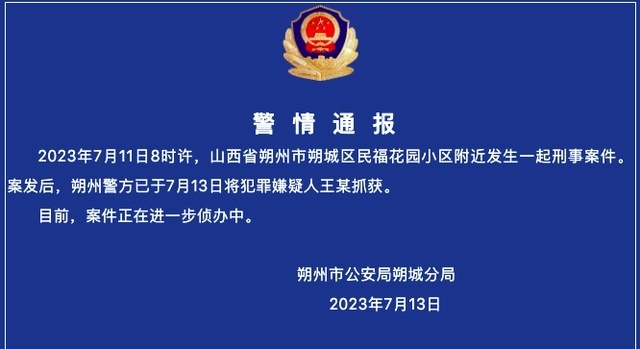 警情通报
2023年7月11日8时许，山西省朔州市朔城区民福花园小区附近发生一起刑事案件。
案发后，朔州警方已于7月13日将犯罪嫌疑人王某抓获。
目前，案件正在进一步侦办中。
朔州市公安局朔城分局
2023年7月13日